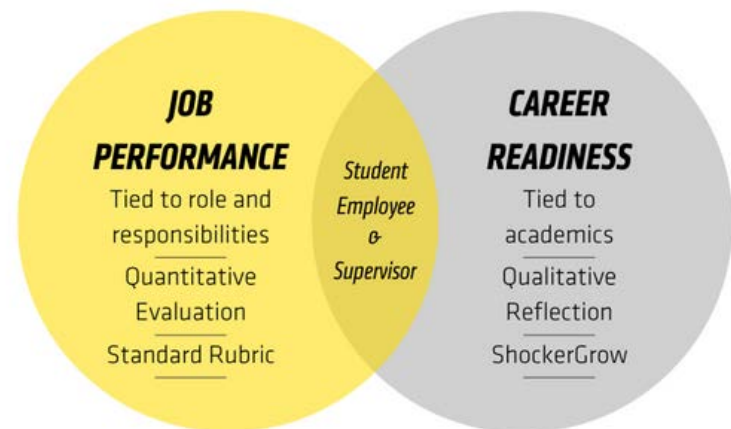 JOB
PERFORMANCE
Tied to role and
responsibilities
Quantitative
Evaluation
Standard Rubric
Student
Employee
&
Supervisor
CAREER
READINESS
Tied to
academics
Qualitative
Reflection
ShockerGrow